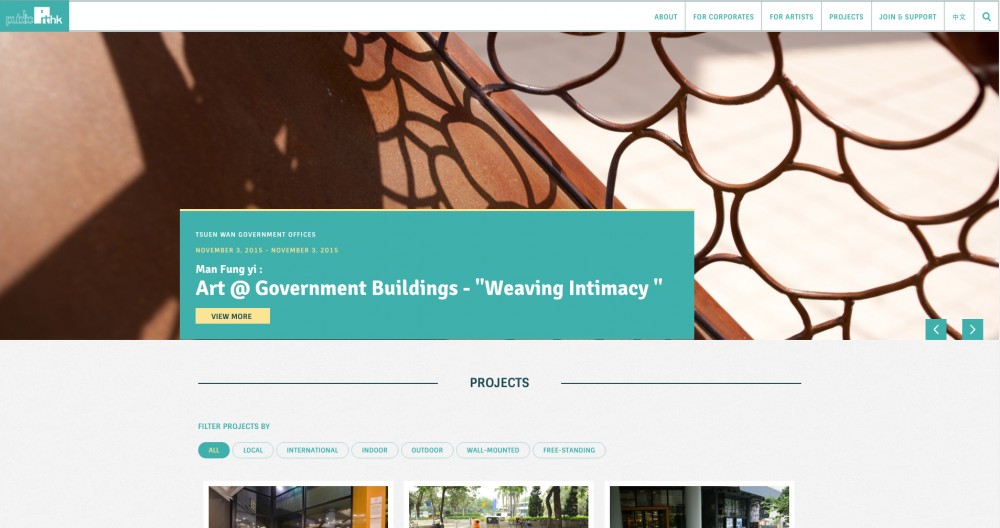 public art hk
ABOUT
FOR CORPORATES
FOR ARTISTS
PROJECTS
JOIN & SUPPORT
中文
TSUEN WAN GOVERNMENT OFFICES
NOVEMBER 3, 2015 - NOVEMBER 3, 2015
Man Fung yi :
Art @ Government Buildings - "Weaving Intimacy "
VIEW MORE
PROJECTS
FILTER PROJECTS BY
ALL
LOCAL
INTERNATIONAL
INDOOR
OUTDOOR
WALL-MOUNTED
FREE-STANDING